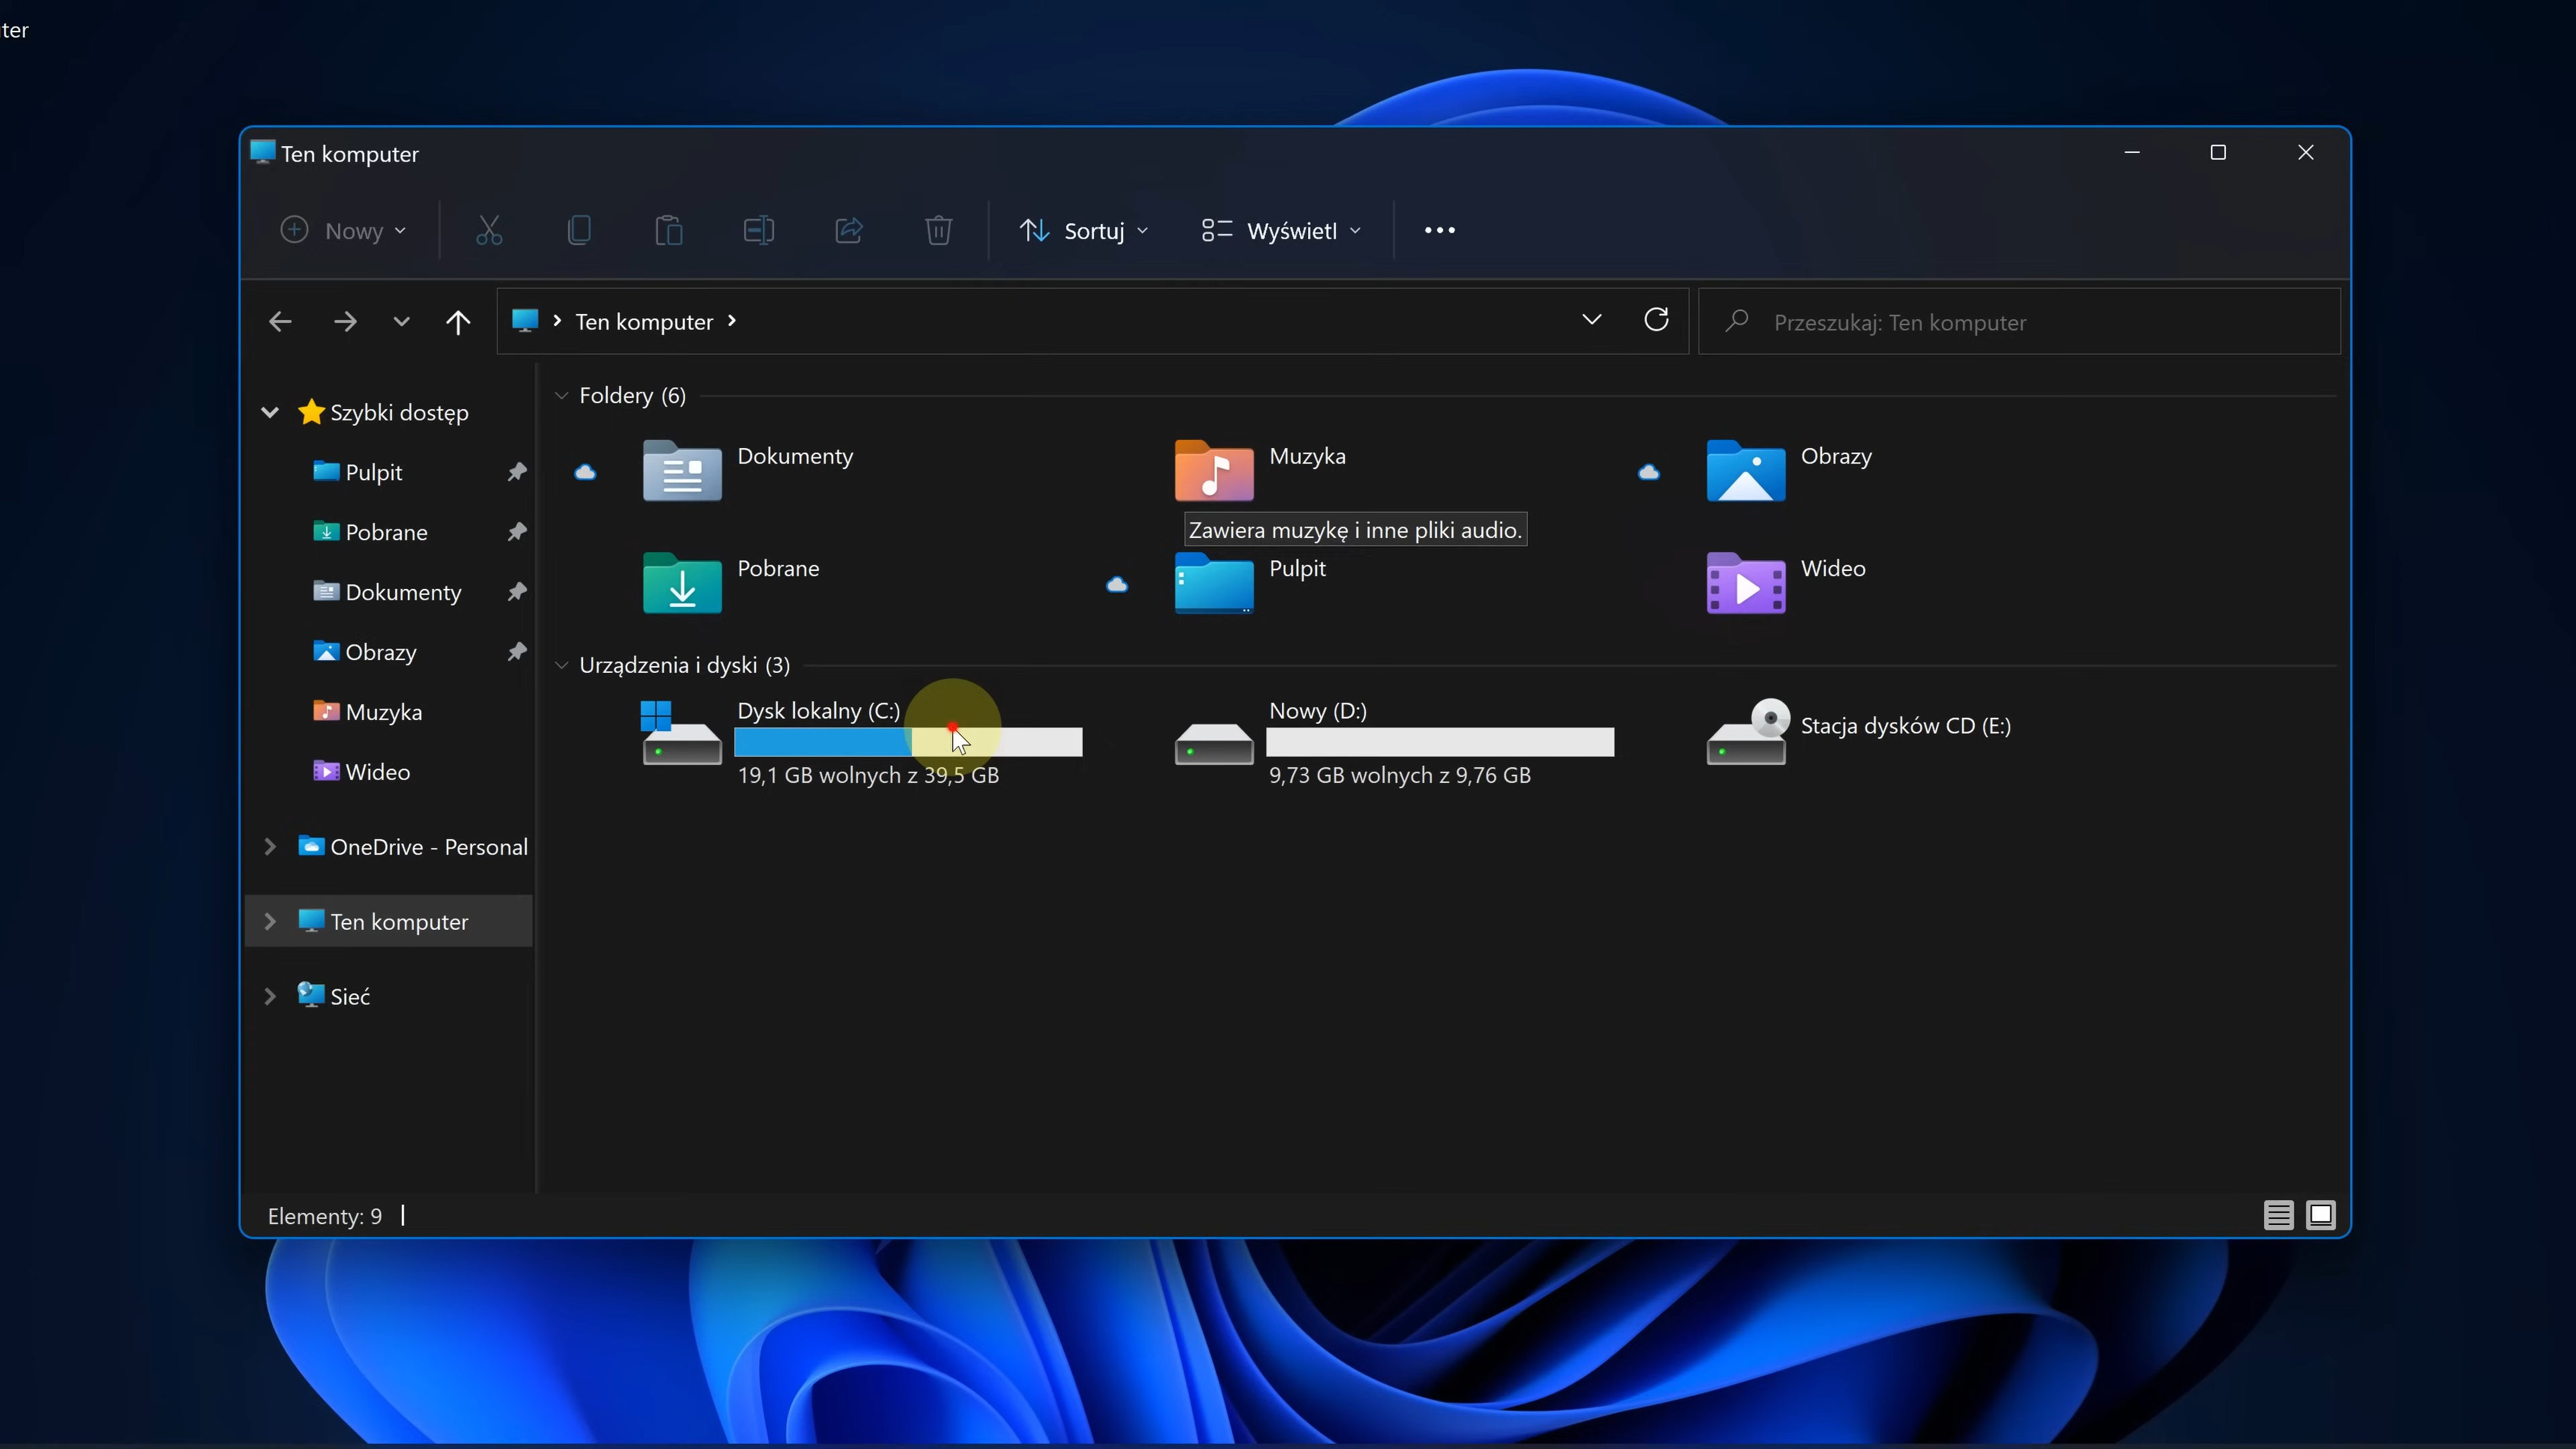 ter
Ten komputer
Nowy
Sortuj
Wyświetl
Ten komputer
Przeszukaj: Ten komputer
Szybki dostęp
Pulpit
Pobrane
Dokumenty
Obrazy
Muzyka
Wideo
OneDrive - Personal
Ten komputer
Sieć
Foldery (6)
Dokumenty
Muzyka
Obrazy
Zawiera muzykę i inne pliki audio.
Pobrane
Pulpit
Wideo
Urządzenia i dyski (3)
Dysk lokalny (C:)
19,1 GB wolnych z 39,5 GB
Nowy (D:)
9,73 GB wolnych z 9,76 GB
Stacja dysków CD (E:)
Elementy: 9